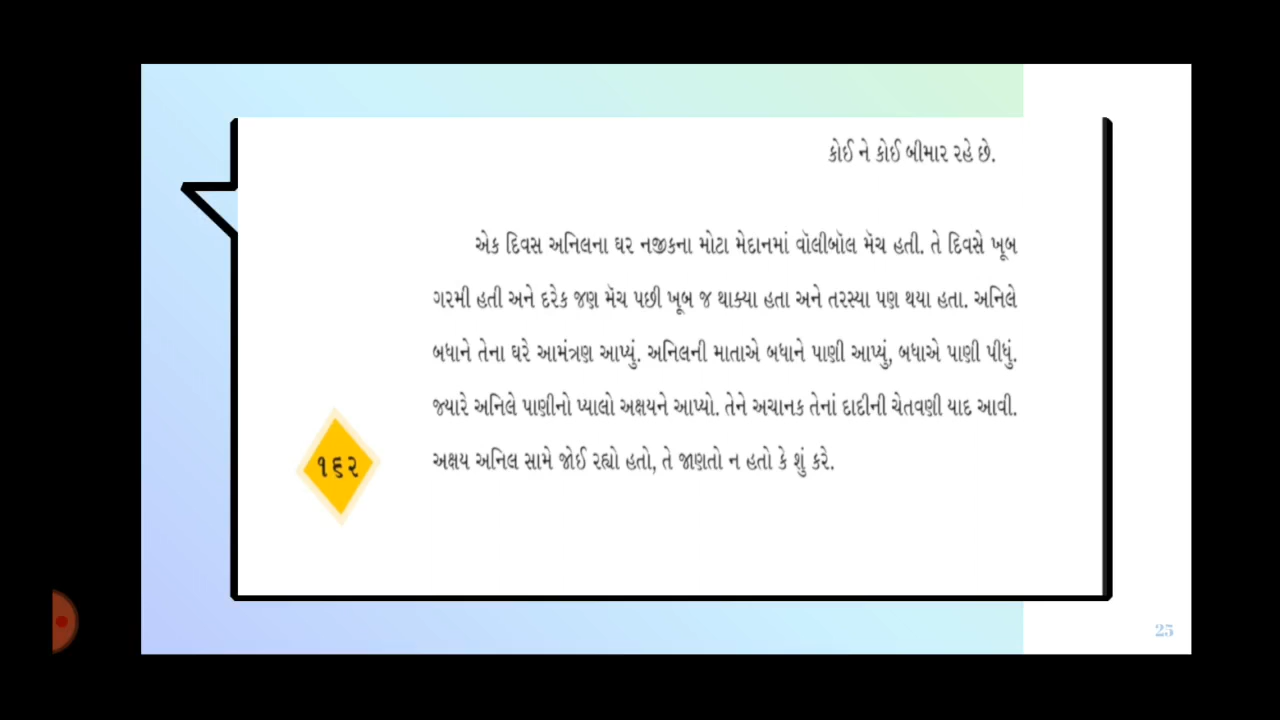 કોઈ ને કોઈ બીમાર રહે છે.
એક દિવસ અનિલના ઘર નજીકના મોટા મેદાનમાં વૉલીબૉલ મૅચ હતી. તે દિવસે ખૂબ
ગરમી હતી અને દરેક જણ મૅચ પછી ખૂબ જ થાક્યા હતા અને તરસ્યા પણ થયા હતા. અનિલે
બધાને તેના ઘરે આમંત્રણ આપ્યું. અનિલની માતાએ બધાને પાણી આપ્યું, બધાએ પાણી પીધું.
જ્યારે અનિલે પાણીનો પ્યાલો અક્ષયને આપ્યો. તેને અચાનક તેનાં દાદીની ચેતવણી યાદ આવી.
અક્ષય અનિલ સામે જોઈ રહ્યો હતો, તે જાણતો ન હતો કે શું કરે.
૧૬૨
25